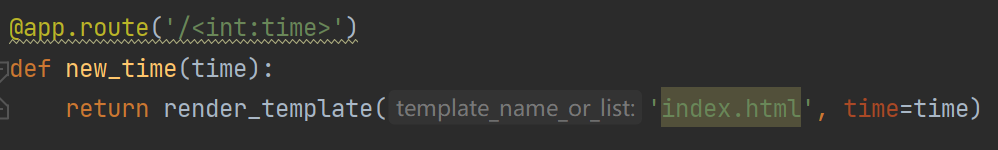 @app.route('/<int:time>')
def new_time(time):
    return render_template( template_name_or_list: 'index.html', time=time)